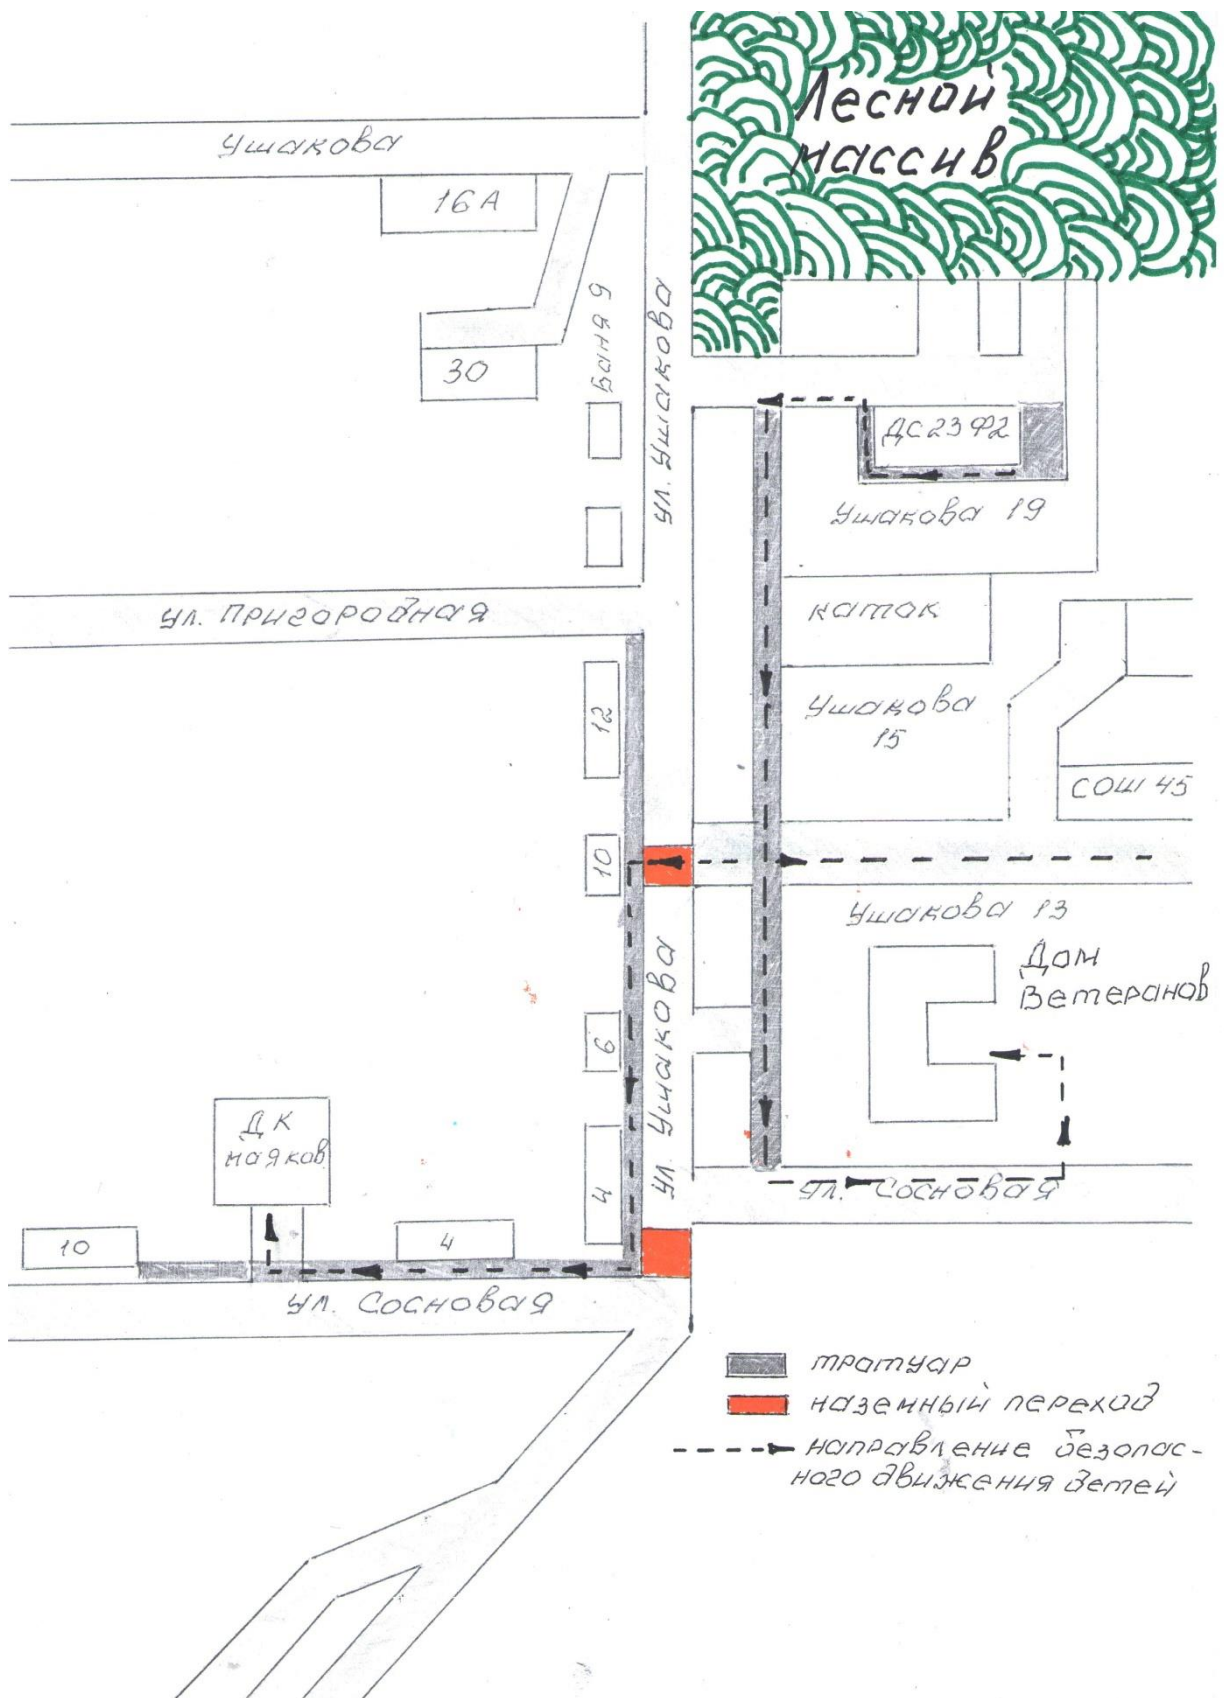 Лесной
массив
Ушакова
16А
30
Баня 9
ул. Ушакова
ДС 23 Ф2
Ушакова 19
ул. Пригородная
каток
12
Ушакова
15
СОШ 45
10
Ушакова 13
Дом
Ветеранов
6
ул. Ушакова
ДК
маяков
4
ул. Сосновая
10
4
ул. Сосновая
тротуар
наземный переход
направление безопас-
ного движения детей